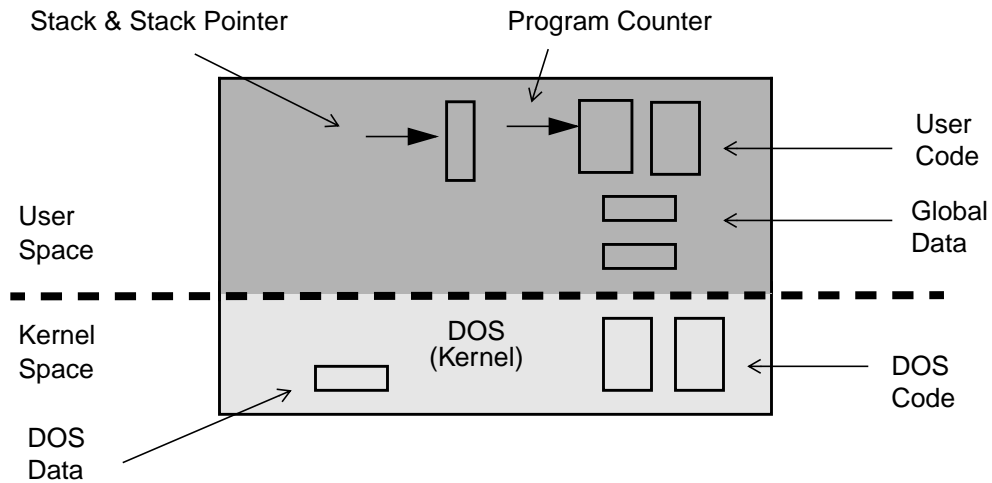 Stack & Stack Pointer
Program Counter
User
Code
User
Space
Global
Data
Kernel
Space
DOS
(Kernel)
DOS
Code
DOS
Data